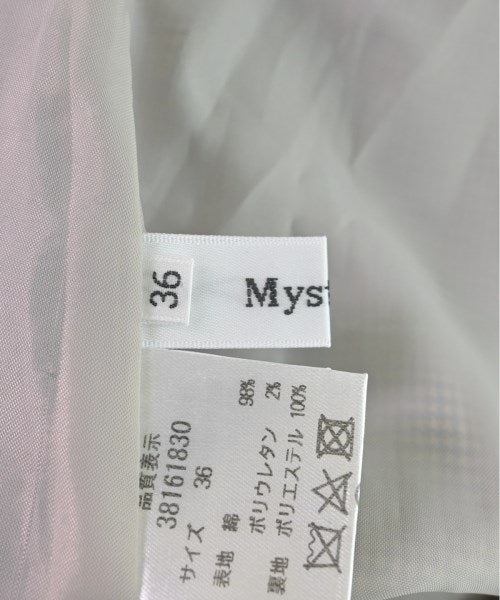 36
Myst
品質表示
38161830
サイズ 36
表地 綿 98%
ポリウレタン 2%
裏地 ポリエステル 100%